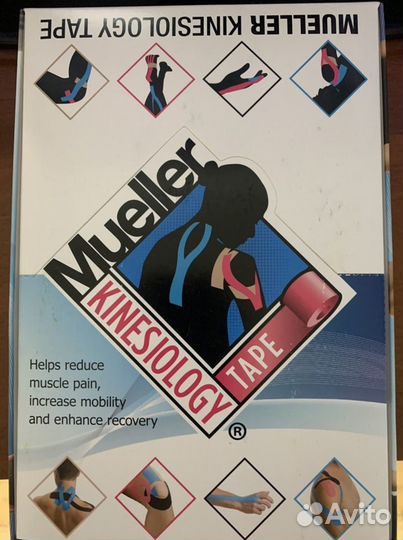 MUELLER KINESIOLOGY TAPE
Mueller
KINESIOLOGY
TAPE
®
Helps reduce
muscle pain,
increase mobility
and enhance recovery
Avito